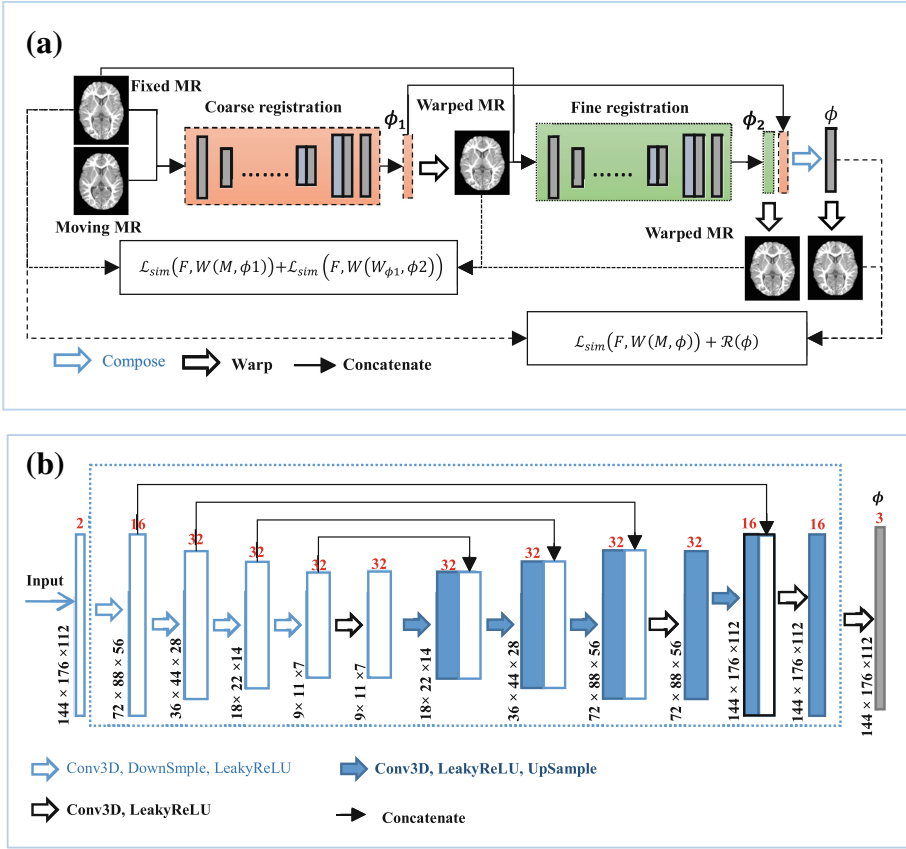 (a)
Fixed MR
Coarse registration
ϕ1
Warped MR
Fine registration
ϕ2
ϕ
Moving MR
Warped MR
ℒsim(F, W(M, ϕ1))+ℒsim(F, W(Wϕ1, ϕ2))
ℒsim(F, W(M, ϕ)) + ℛ(ϕ)
Compose
Warp
Concatenate
(b)
ϕ
2
16
32
32
32
32
32
32
32
32
16
16
3
Input
144 × 176 ×112
72 × 88 × 56
36 × 44 × 28
18× 22 ×14
9× 11 ×7
9× 11 ×7
18× 22 ×14
36 × 44 × 28
72 × 88 × 56
72 × 88 × 56
144 × 176 ×112
144 × 176 ×112
144 × 176 ×112
Conv3D, DownSmple, LeakyReLU
Conv3D, LeakyReLU, UpSample
Conv3D, LeakyReLU
Concatenate